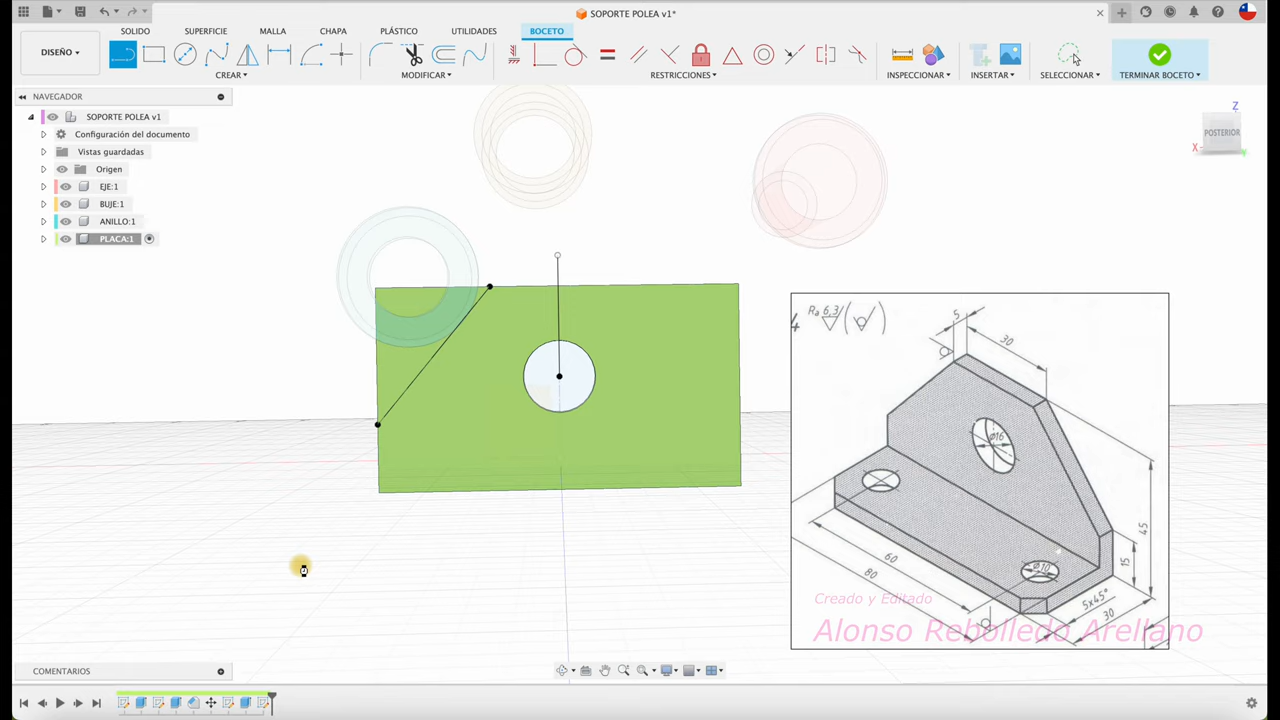 SOPORTE POLEA v1*
SOLIDO SUPERFICIE MALLA CHAPA PLÁSTICO UTILIDADES BOCETO
DISEÑO
CREAR
MODIFICAR
RESTRICCIONES
INSPECCIONAR
INSERTAR
SELECCIONAR
TERMINAR BOCETO
NAVEGADOR
SOPORTE POLEA v1
Configuración del documento
Vistas guardadas
Origen
EJE:1
BUJE:1
ANILLO:1
PLACA:1
Z
POSTERIOR
X
Y
4
Ra 6,3
5
30
Ø16
45
15
Ø10
60
80
5x45°
30
Creado y Editado
Alonso Rebolledo Arellano
COMENTARIOS